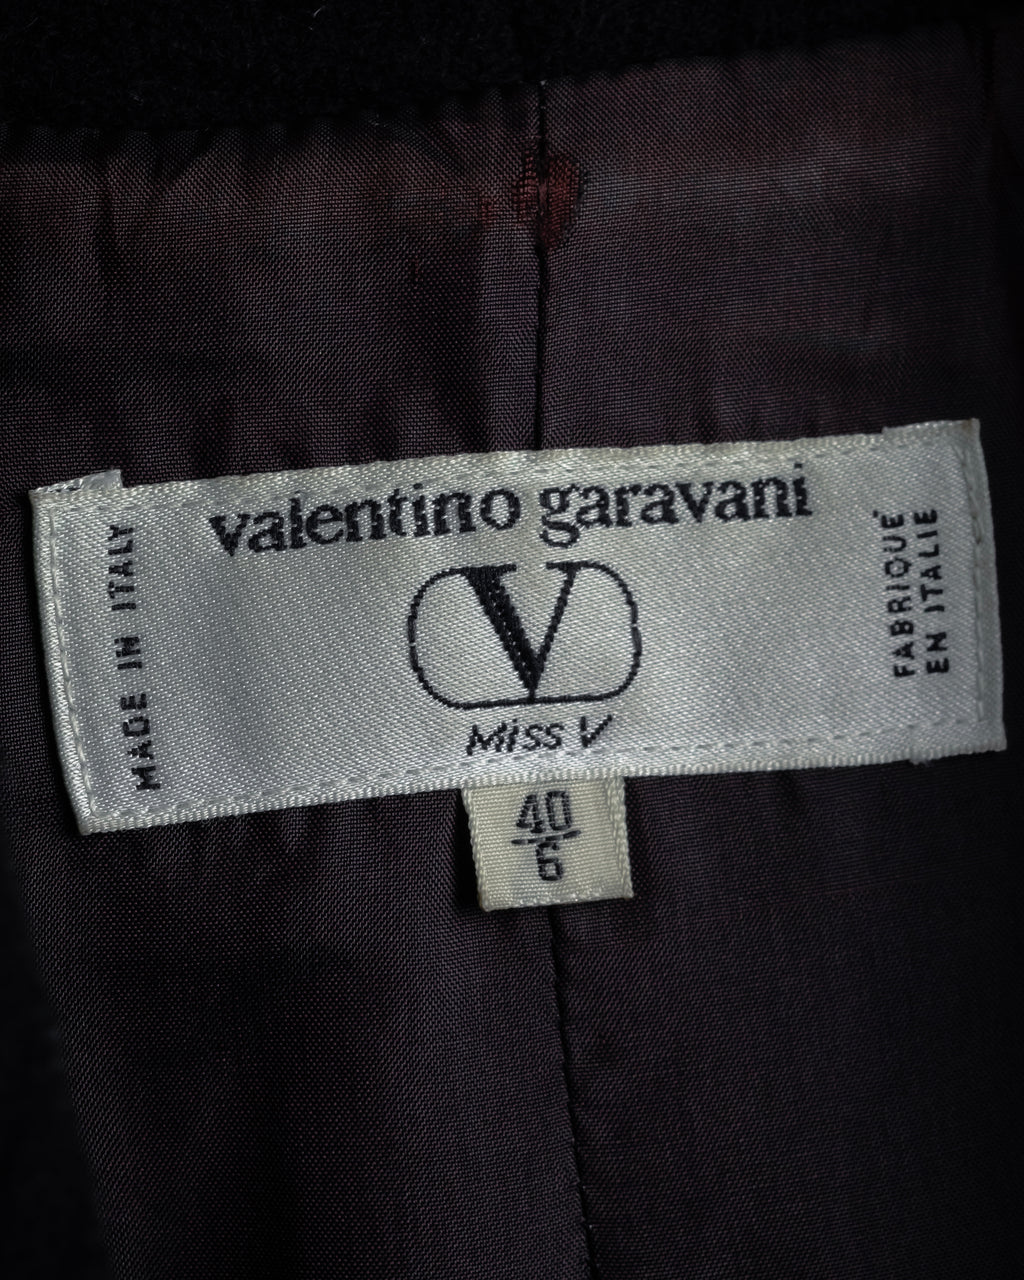 valentino garavani
V
MISS V
MADE IN ITALY
FABRIQUÉ
EN ITALIE
40
6